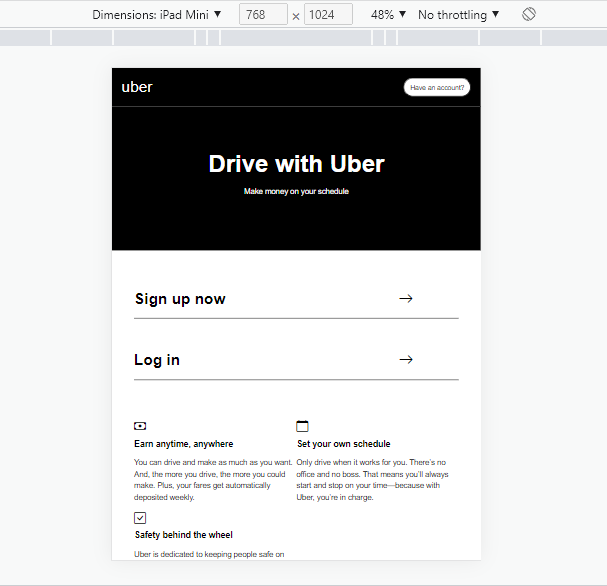 Dimensions: iPad Mini ▼ 768 x 1024 48% ▼ No throttling ▼
uber Have an account?
Drive with Uber
Make money on your schedule
Sign up now →
Log in →
Earn anytime, anywhere
You can drive and make as much as you want.
And, the more you drive, the more you could
make. Plus, your fares get automatically
deposited weekly.
Set your own schedule
Only drive when it works for you. There's no
office and no boss. That means you'll always
start and stop on your time—because with
Uber, you're in charge.
Safety behind the wheel
Uber is dedicated to keeping people safe on